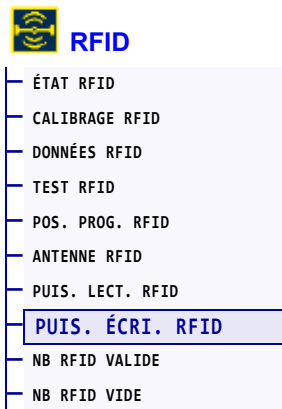 RFID
ÉTAT RFID
CALIBRAGE RFID
DONNÉES RFID
TEST RFID
POS. PROG. RFID
ANTENNE RFID
PUIS. LECT. RFID
PUIS. ÉCRI. RFID
NB RFID VALIDE
NB RFID VIDE